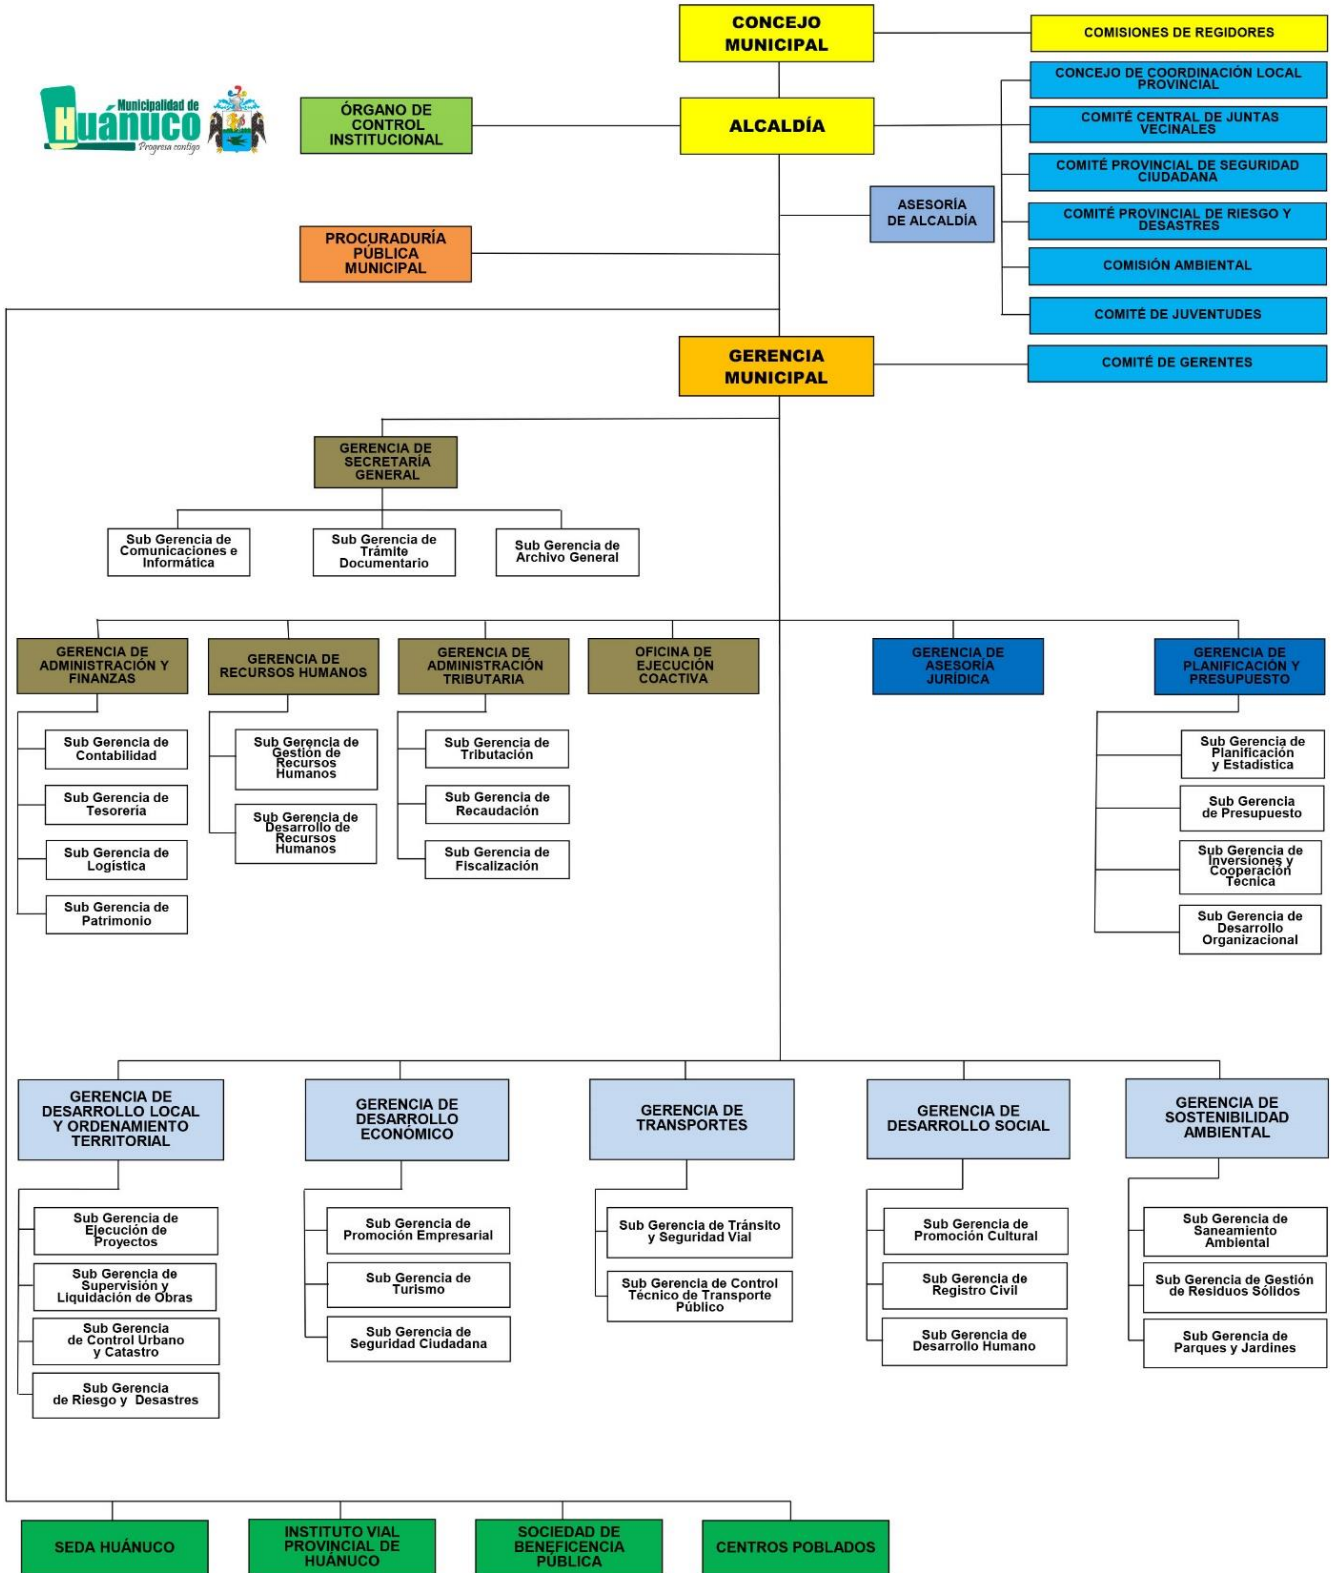 CONCEJO
MUNICIPAL
COMISIONES DE REGIDORES
Municipalidad de
Huánuco
Progresa contigo
ÓRGANO DE
CONTROL
INSTITUCIONAL
ALCALDÍA
CONCEJO DE COORDINACIÓN LOCAL
PROVINCIAL
COMITÉ CENTRAL DE JUNTAS
VECINALES
COMITÉ PROVINCIAL DE SEGURIDAD
CIUDADANA
COMITÉ PROVINCIAL DE RIESGO Y
DESASTRES
COMISIÓN AMBIENTAL
COMITÉ DE JUVENTUDES
ASESORÍA
DE ALCALDÍA
PROCURADURÍA
PÚBLICA
MUNICIPAL
GERENCIA
MUNICIPAL
COMITÉ DE GERENTES
GERENCIA DE
SECRETARÍA
GENERAL
Sub Gerencia de
Comunicaciones e
Informática
Sub Gerencia de
Trámite
Documentario
Sub Gerencia de
Archivo General
GERENCIA DE
ADMINISTRACIÓN Y
FINANZAS
GERENCIA DE
RECURSOS HUMANOS
GERENCIA DE
ADMINISTRACIÓN
TRIBUTARIA
OFICINA DE
EJECUCIÓN
COACTIVA
GERENCIA DE
ASESORÍA
JURÍDICA
GERENCIA DE
PLANIFICACIÓN Y
PRESUPUESTO
Sub Gerencia de
Contabilidad
Sub Gerencia de
Tesorería
Sub Gerencia de
Logística
Sub Gerencia de
Patrimonio
Sub Gerencia de
Gestión de
Recursos
Humanos
Sub Gerencia de
Desarrollo de
Recursos
Humanos
Sub Gerencia de
Tributación
Sub Gerencia de
Recaudación
Sub Gerencia de
Fiscalización
Sub Gerencia de
Planificación
y Estadística
Sub Gerencia
de Presupuesto
Sub Gerencia de
Inversiones y
Cooperación
Técnica
Sub Gerencia de
Desarrollo
Organizacional
GERENCIA DE
DESARROLLO LOCAL
Y ORDENAMIENTO
TERRITORIAL
GERENCIA DE
DESARROLLO
ECONÓMICO
GERENCIA DE
TRANSPORTES
GERENCIA DE
DESARROLLO SOCIAL
GERENCIA DE
SOSTENIBILIDAD
AMBIENTAL
Sub Gerencia de
Ejecución de
Proyectos
Sub Gerencia de
Supervisión y
Liquidación de Obras
Sub Gerencia
de Control Urbano
y Catastro
Sub Gerencia
de Riesgo y Desastres
Sub Gerencia de
Promoción Empresarial
Sub Gerencia de
Turismo
Sub Gerencia de
Seguridad Ciudadana
Sub Gerencia de Tránsito
y Seguridad Vial
Sub Gerencia de Control
Técnico de Transporte
Público
Sub Gerencia de
Promoción Cultural
Sub Gerencia de
Registro Civil
Sub Gerencia de
Desarrollo Humano
Sub Gerencia de
Saneamiento
Ambiental
Sub Gerencia de Gestión
de Residuos Sólidos
Sub Gerencia de
Parques y Jardines
SEDA HUÁNUCO
INSTITUTO VIAL
PROVINCIAL DE
HUÁNUCO
SOCIEDAD DE
BENEFICENCIA
PÚBLICA
CENTROS POBLADOS